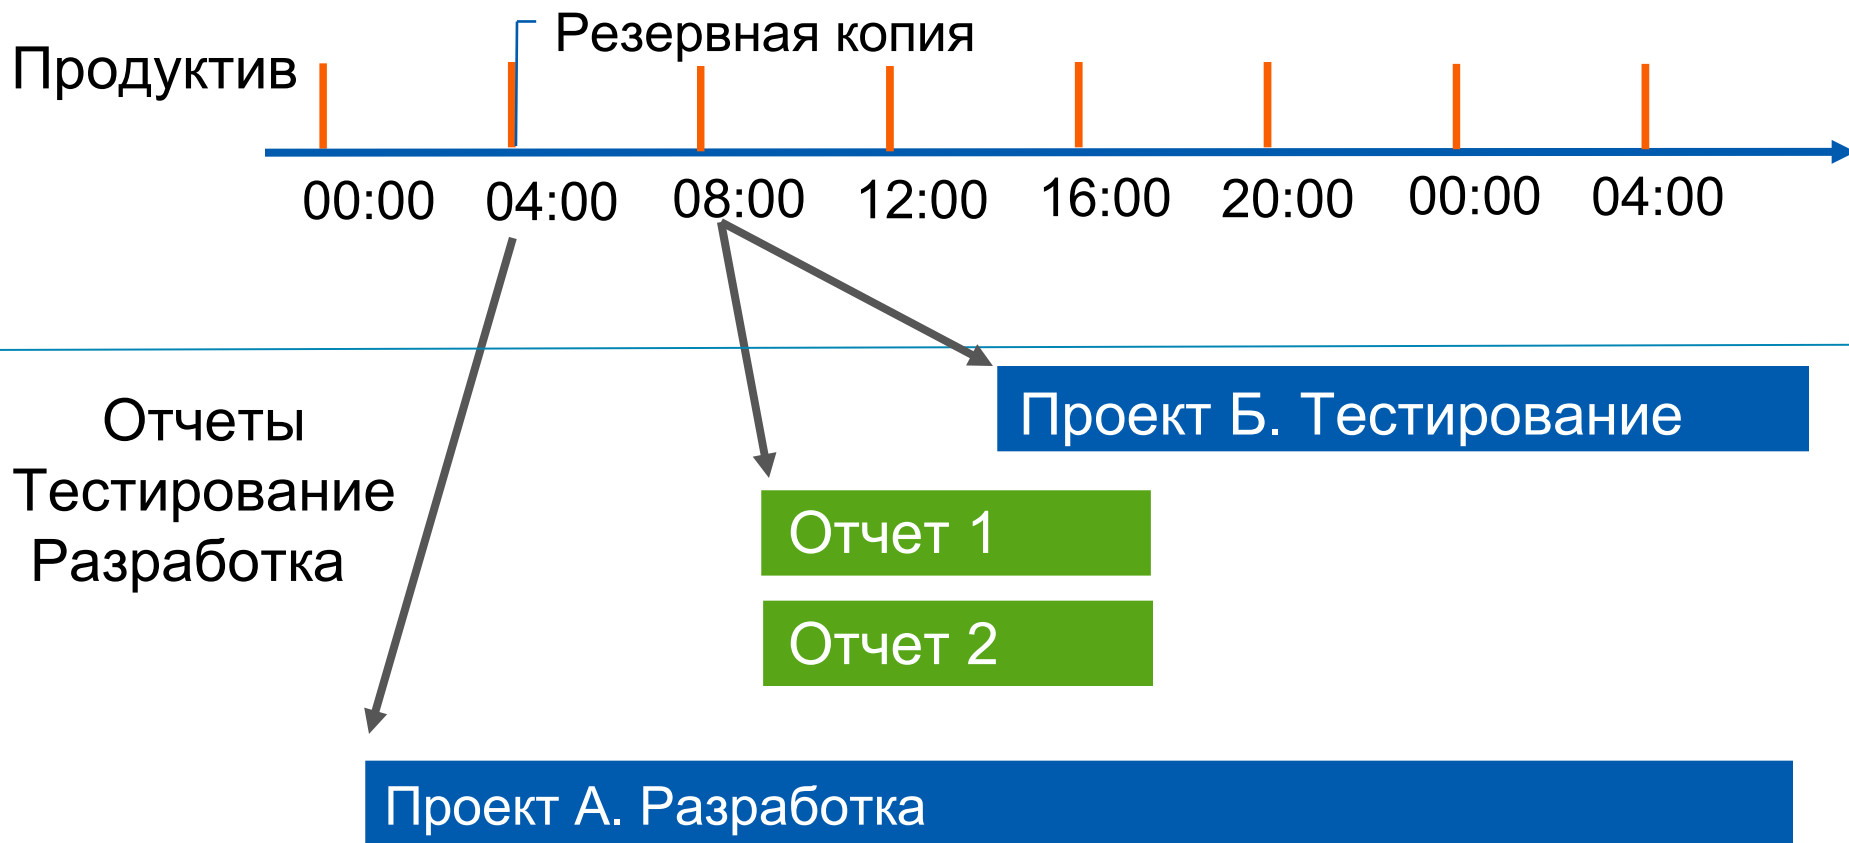 Резервная копия
Продуктив
00:00 04:00 08:00 12:00 16:00 20:00 00:00 04:00
Отчеты
Тестирование
Разработка
Проект Б. Тестирование
Отчет 1
Отчет 2
Проект А. Разработка